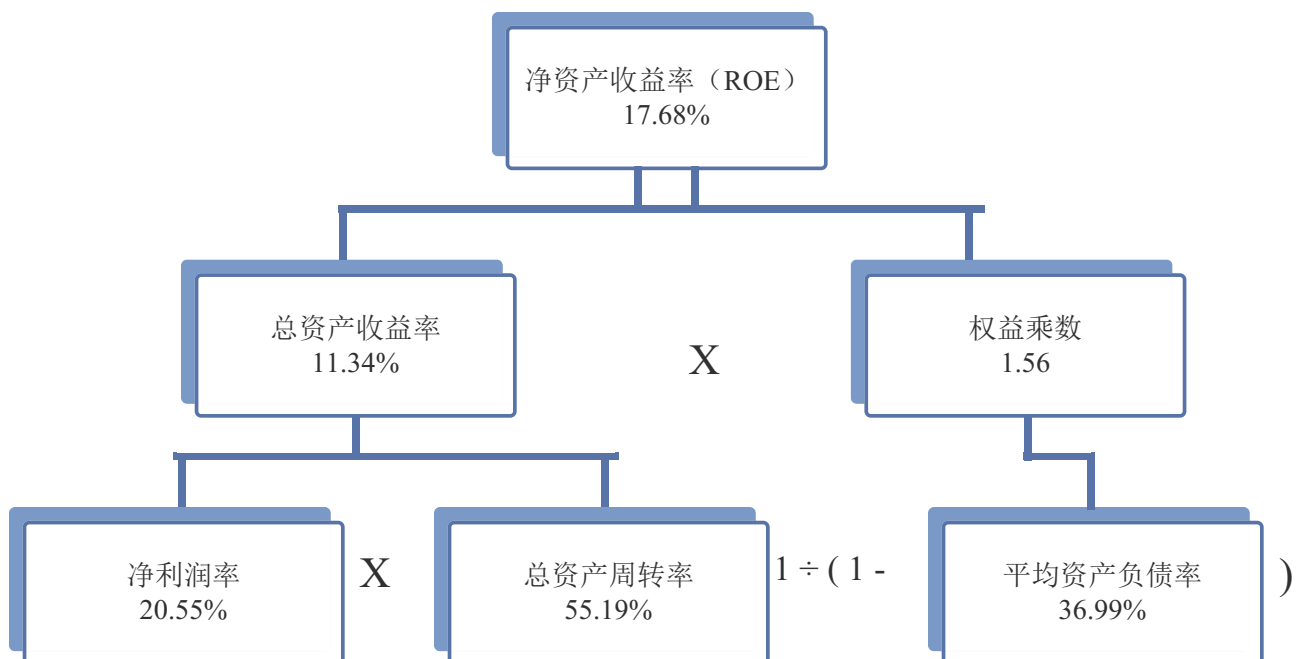 净资产收益率（ROE）
17.68%
总资产收益率
11.34%
X
权益乘数
1.56
净利润率
20.55%
X
总资产周转率
55.19%
1 ÷ ( 1 -
平均资产负债率
36.99%
)